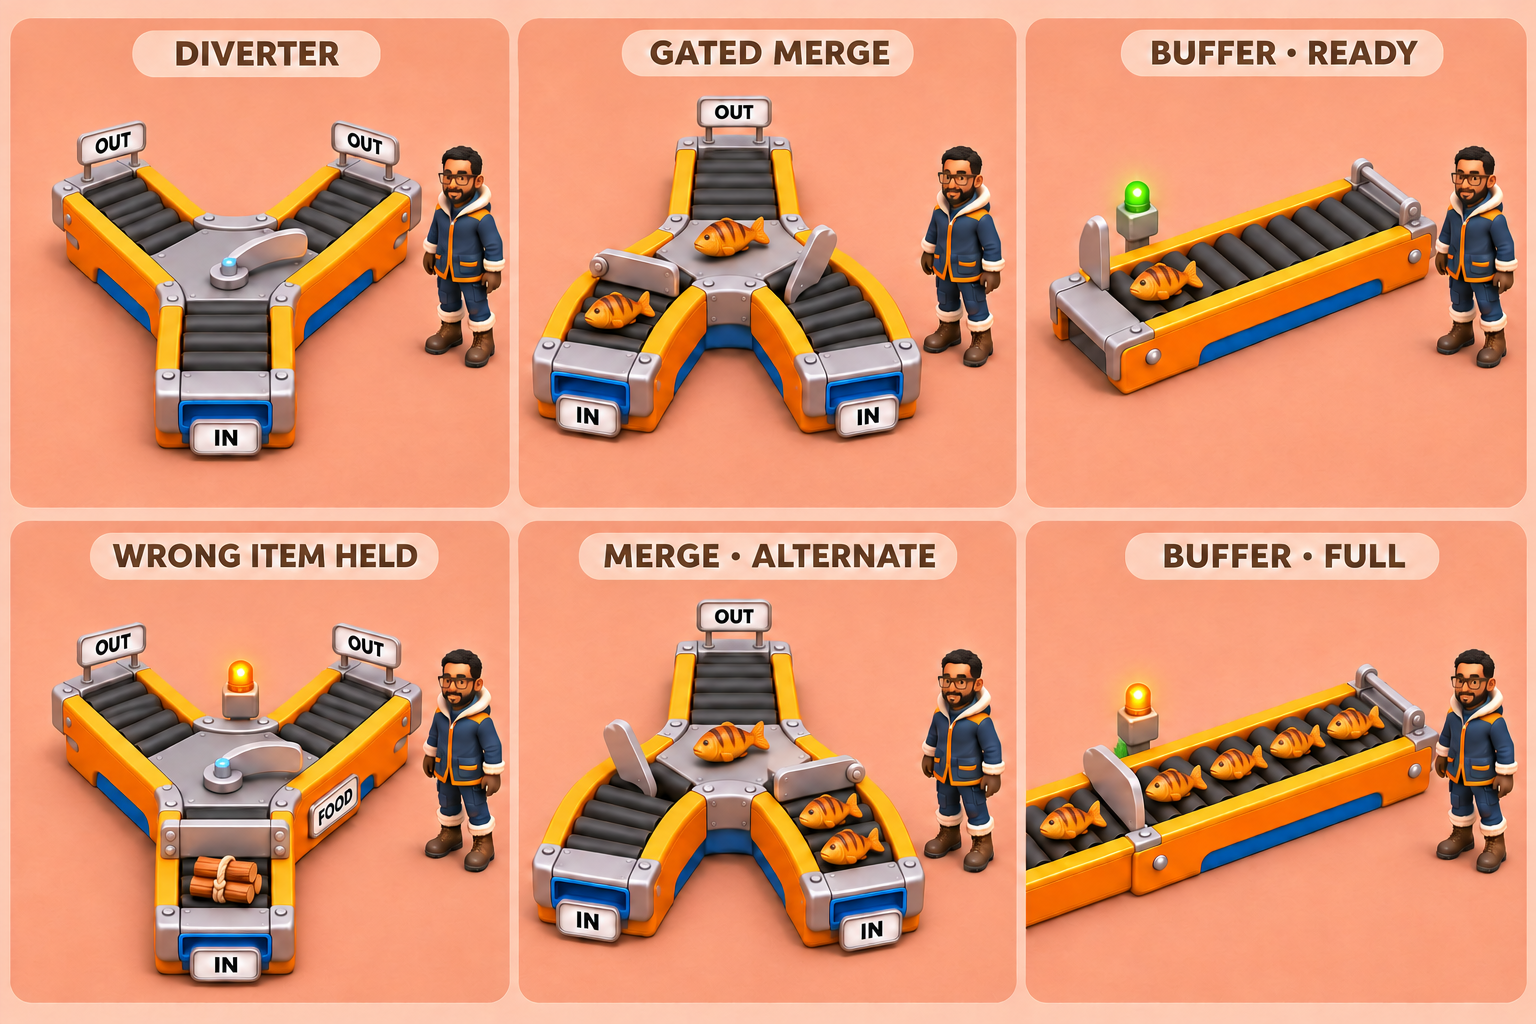 DIVERTER
OUT
OUT
IN
GATED MERGE
OUT
IN
IN
BUFFER • READY
WRONG ITEM HELD
OUT
OUT
FOOD
IN
MERGE • ALTERNATE
OUT
IN
IN
BUFFER • FULL